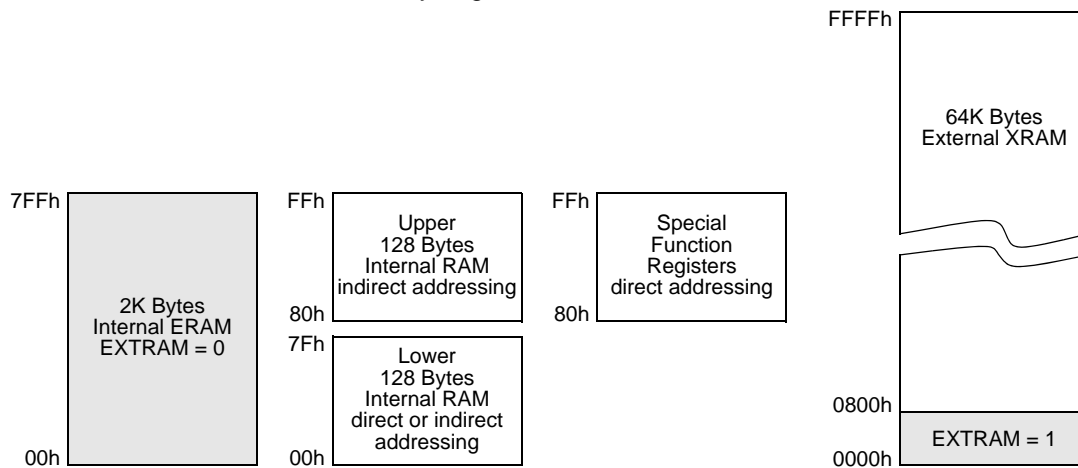 FFFFh
64K Bytes
External XRAM
0800h
EXTRAM = 1
0000h
7FFh
2K Bytes
Internal ERAM
EXTRAM = 0
00h
FFh
Upper
128 Bytes
Internal RAM
indirect addressing
80h
7Fh
Lower
128 Bytes
Internal RAM
direct or indirect
addressing
00h
FFh
Special
Function
Registers
direct addressing
80h